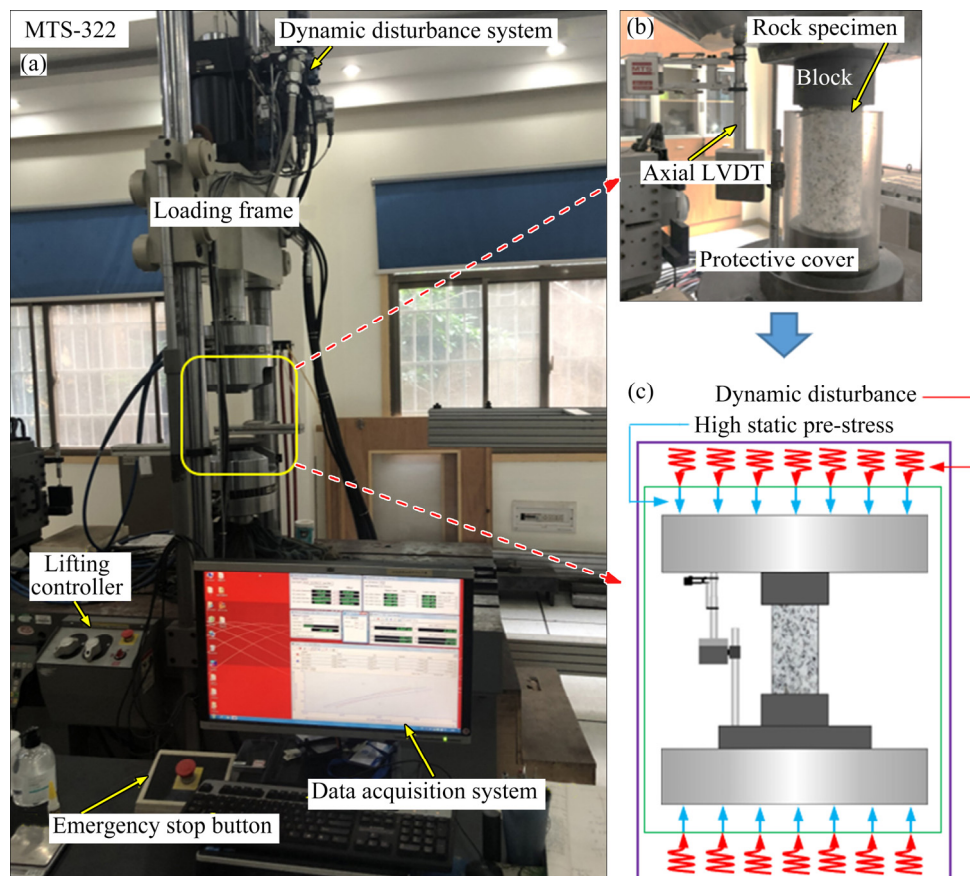 MTS-322
(a)
Dynamic disturbance system
Loading frame
Lifting
controller
Data acquisition system
Emergency stop button
(b)
Rock specimen
Block
MTS
Axial LVDT
Protective cover
(c)
Dynamic disturbance
High static pre-stress